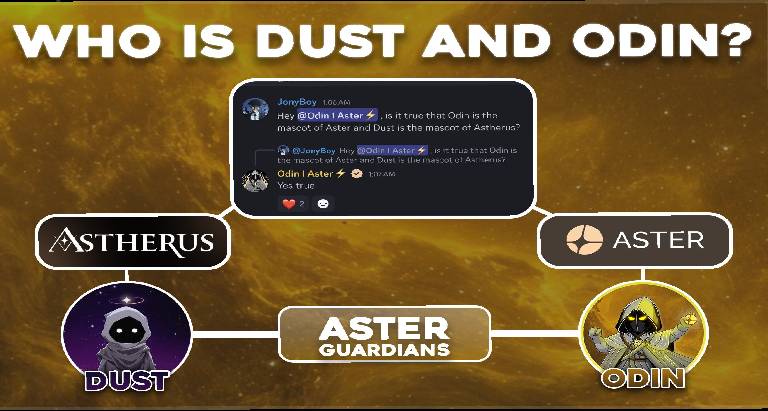 WHO IS DUST AND ODIN?
JonyBoy 1:06 AM
Hey @Odin I Aster⚡, is it true that Odin is the
mascot of Aster and Dust is the mascot of Astherus?
@JonyBoy Hey @Odin I Aster⚡, is it true that Odin is
the mascot of Aster and Dust is the mascot of Astherus?
Odin I Aster⚡ 1:07 AM
Yes true
2
ASTHERUS
ASTER
ASTER
GUARDIANS
DUST
ODIN